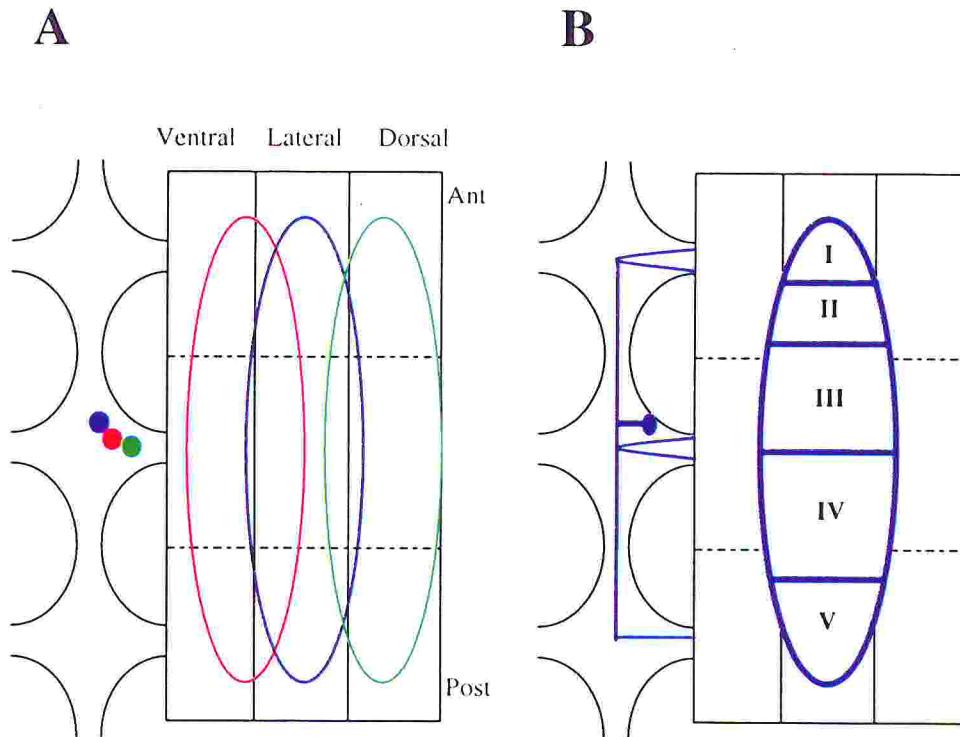 A
B
Ventral Lateral Dorsal
Ant
Post
I
II
III
IV
V